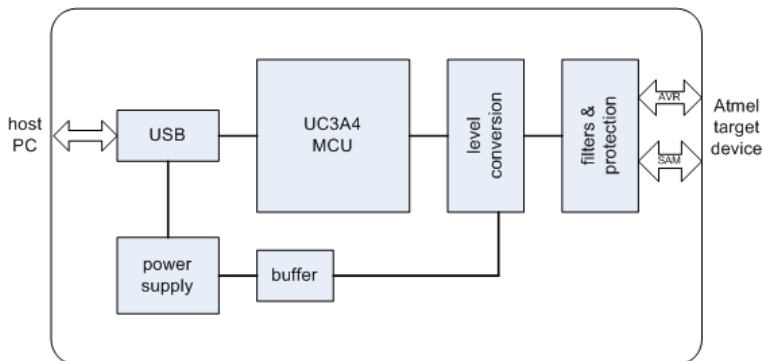 host
PC
USB
UC3A4
MCU
level
conversion
filters &
protection
AVR
SAM
Atmel
target
device
power
supply
buffer